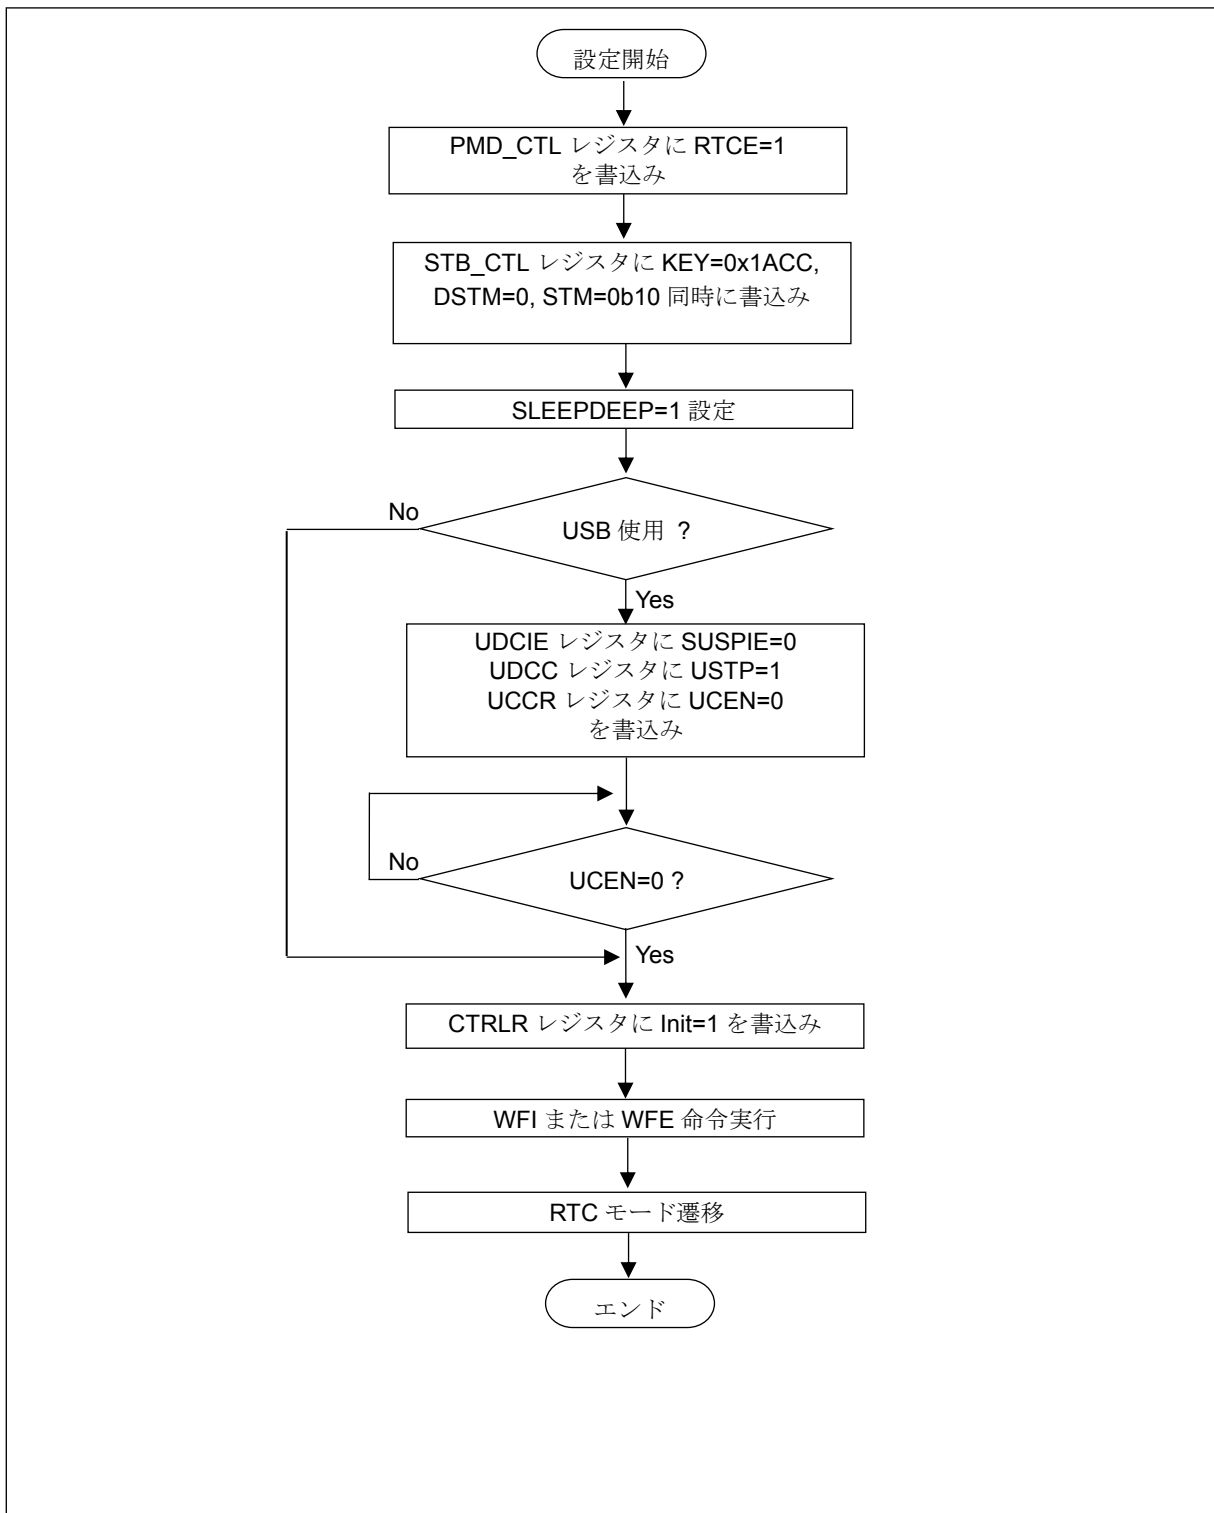 設定開始
PMD_CTL レジスタに RTCE=1
を書込み
STB_CTL レジスタに KEY=0x1ACC,
DSTM=0, STM=0b10 同時に書込み
SLEEPDEEP=1 設定
No
USB 使用 ?
Yes
UDCIE レジスタに SUSPIE=0
UDCC レジスタに USTP=1
UCCR レジスタに UCEN=0
を書込み
No
UCEN=0 ?
Yes
CTRLR レジスタに Init=1 を書込み
WFI または WFE 命令実行
RTC モード遷移
エンド